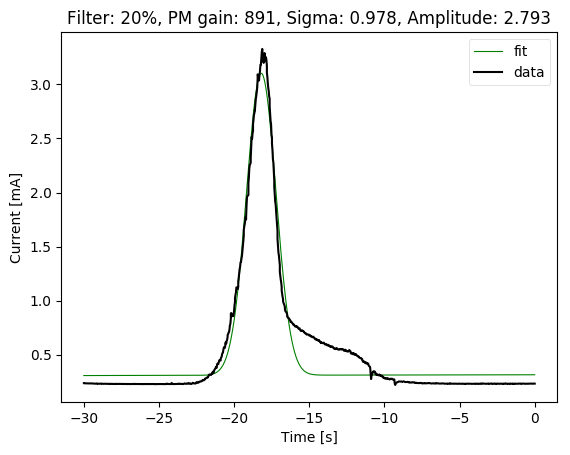 Filter: 20%, PM gain: 891, Sigma: 0.978, Amplitude: 2.793
fit
data
3.0
2.5
2.0
1.5
1.0
0.5
Current [mA]
−30 −25 −20 −15 −10 −5 0
Time [s]